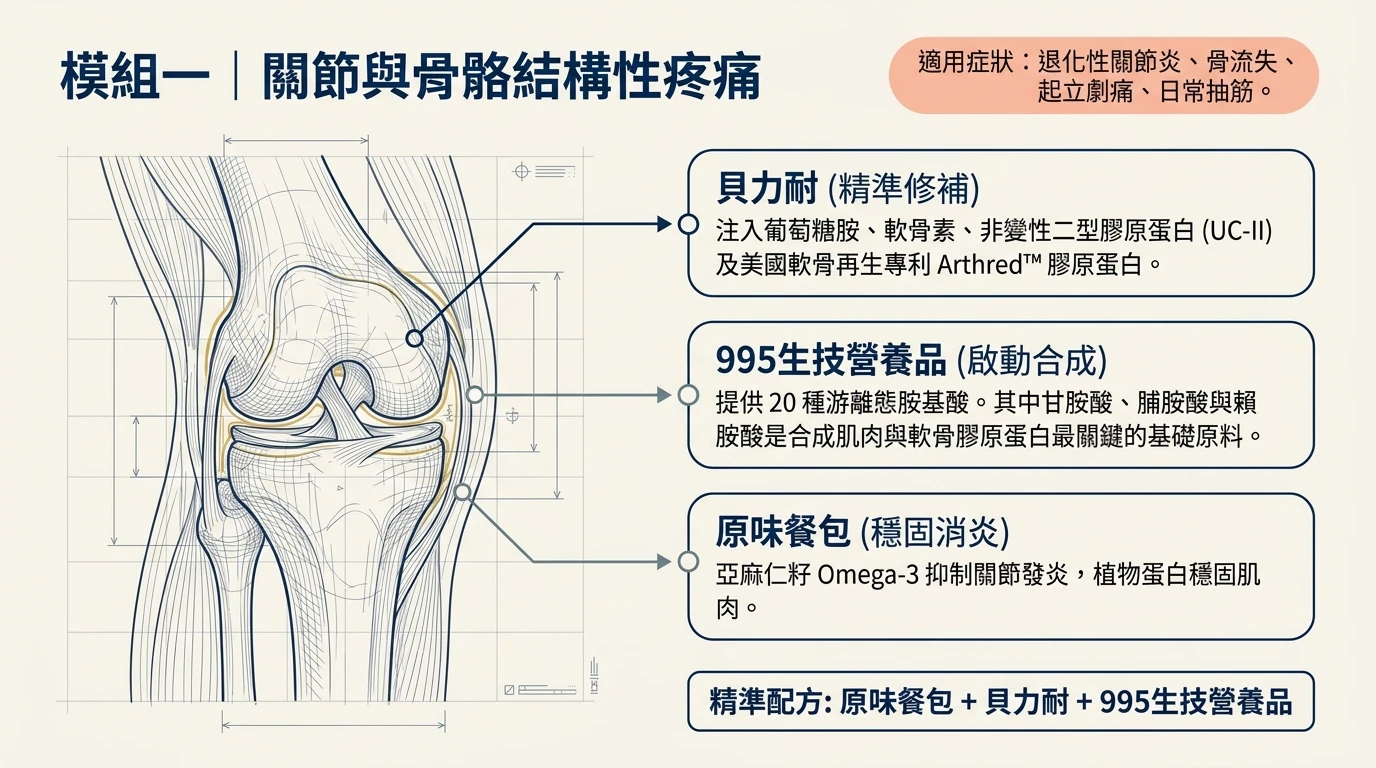 模組一｜關節與骨骼結構性疼痛
適用症狀：退化性關節炎、骨流失、
起立劇痛、日常抽筋。
貝力耐 (精準修補)
注入葡萄糖胺、軟骨素、非變性二型膠原蛋白 (UC-II)
及美國軟骨再生專利 Arthred™ 膠原蛋白。
995生技營養品 (啟動合成)
提供 20 種游離態胺基酸。其中甘胺酸、脯胺酸與賴
胺酸是合成肌肉與軟骨膠原蛋白最關鍵的基礎原料。
原味餐包 (穩固消炎)
亞麻仁籽 Omega-3 抑制關節發炎，植物蛋白穩固肌
肉。
精準配方: 原味餐包 + 貝力耐 + 995生技營養品